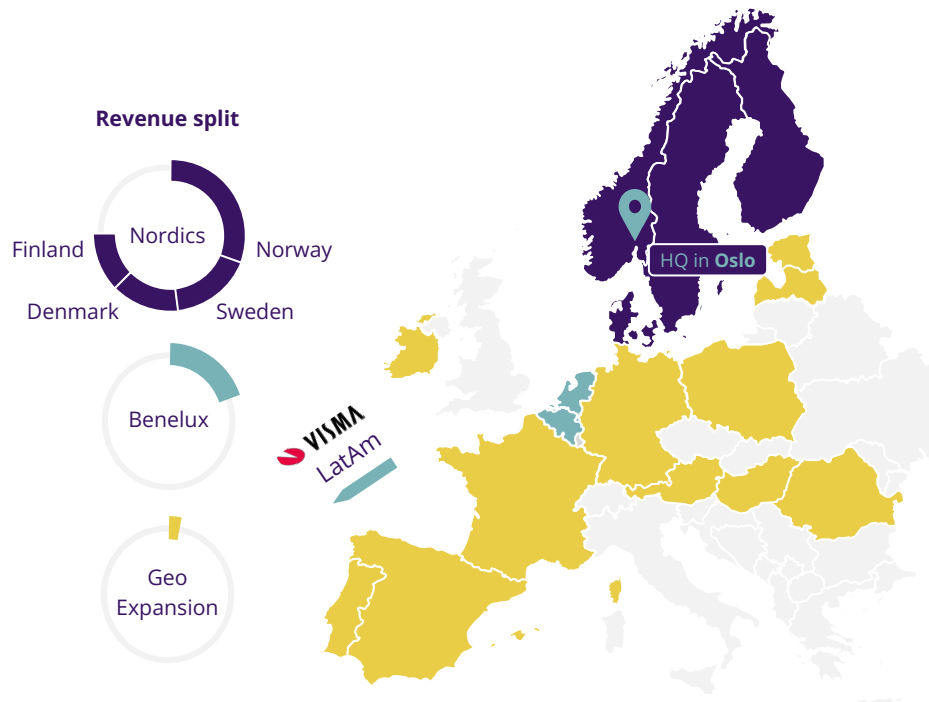 Revenue split
Nordics
Finland
Norway
Denmark
Sweden
HQ in Oslo
Benelux
VISMA
LatAm
Geo
Expansion